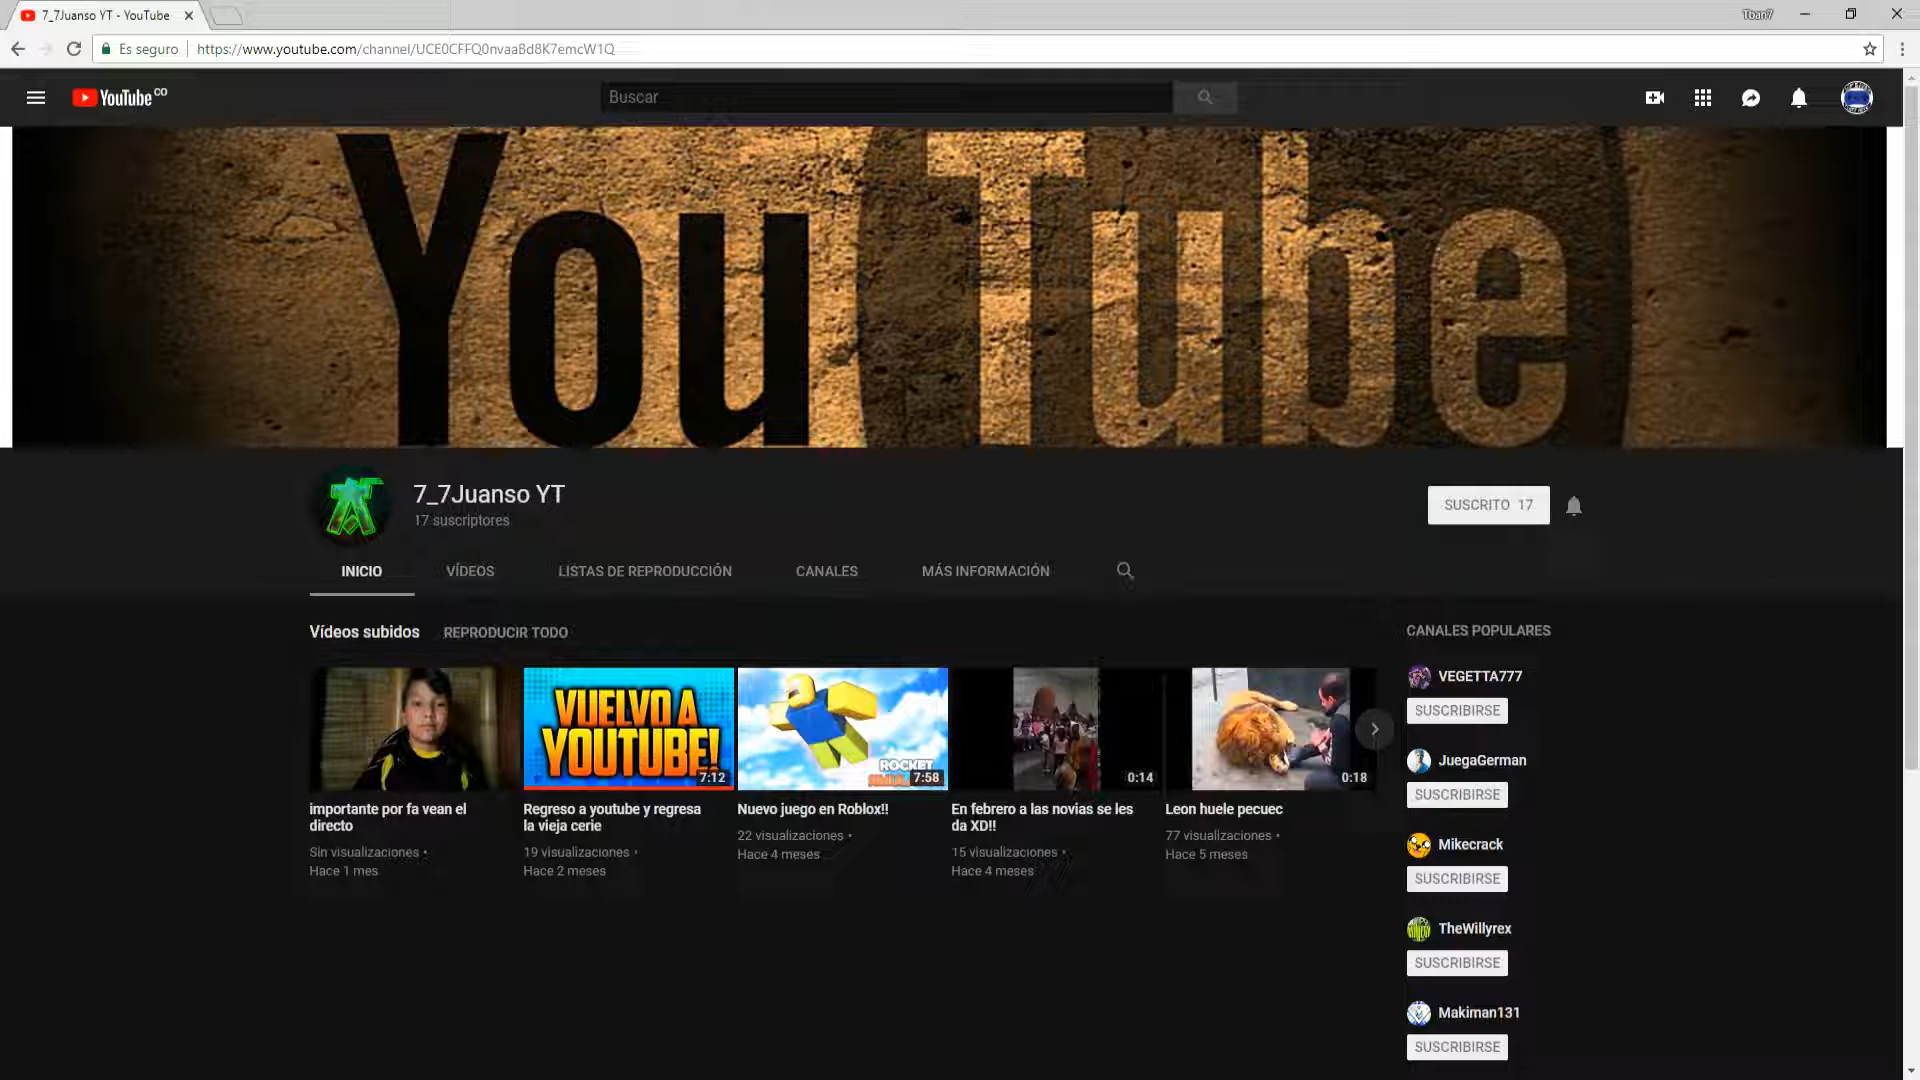 7_7Juanso YT - YouTube
Tban7
Es seguro
https://www.youtube.com/channel/UCE0CFFQ0nvaaBd8K7emcW1Q
YouTube CO
Buscar
YouTube
7_7Juanso YT
17 suscriptores
SUSCRITO 17
INICIO
VÍDEOS
LISTAS DE REPRODUCCIÓN
CANALES
MÁS INFORMACIÓN
Vídeos subidos
REPRODUCIR TODO
CANALES POPULARES
VUELVO A
YOUTUBE!
7:12
ROCKET
7:58
0:14
0:18
importante por fa vean el
directo
Sin visualizaciones •
Hace 1 mes
Regreso a youtube y regresa
la vieja cerie
19 visualizaciones •
Hace 2 meses
Nuevo juego en Roblox!!
22 visualizaciones •
Hace 4 meses
En febrero a las novias se les
da XD!!
15 visualizaciones •
Hace 4 meses
Leon huele pecuec
77 visualizaciones •
Hace 5 meses
VEGETTA777
SUSCRIBIRSE
JuegaGerman
SUSCRIBIRSE
Mikecrack
SUSCRIBIRSE
TheWillyrex
SUSCRIBIRSE
Makiman131
SUSCRIBIRSE